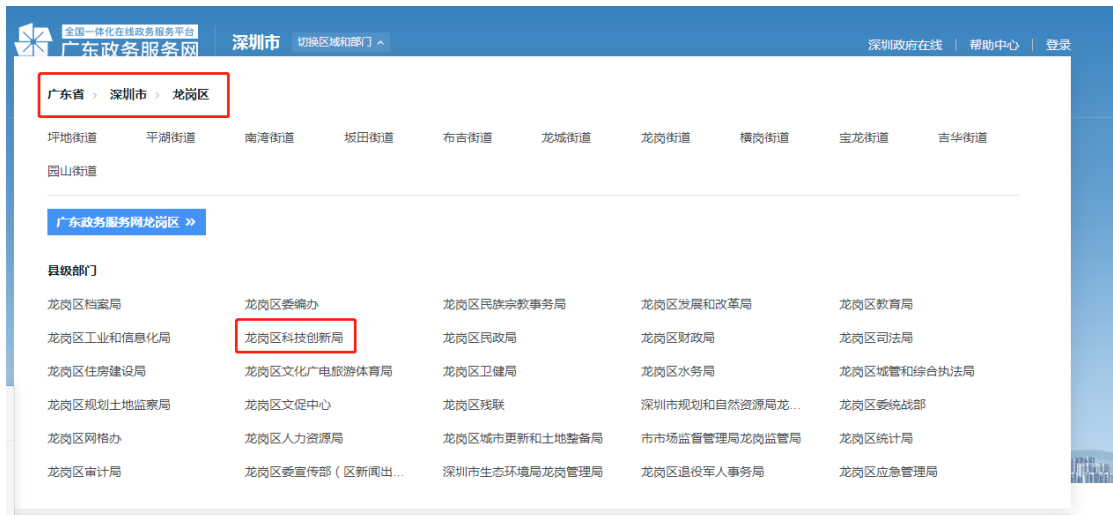 全国一体化在线政务服务平台
广东政务服务网
深圳市 切换区域和部门
深圳政府在线 | 帮助中心 | 登录
广东省 > 深圳市 > 龙岗区
坪地街道 平湖街道 南湾街道 坂田街道 布吉街道 龙城街道 龙岗街道 横岗街道 宝龙街道 吉华街道
园山街道
广东政务服务网龙岗区 »
县级部门
龙岗区档案局 龙岗区委编办 龙岗区民族宗教事务局 龙岗区发展和改革局 龙岗区教育局
龙岗区工业和信息化局 龙岗区科技创新局 龙岗区民政局 龙岗区财政局 龙岗区司法局
龙岗区住房建设局 龙岗区文化广电旅游体育局 龙岗区卫健局 龙岗区水务局 龙岗区城管和综合执法局
龙岗区规划土地监察局 龙岗区文促中心 龙岗区残联 深圳市规划和自然资源局龙... 龙岗区委统战部
龙岗区网格办 龙岗区人力资源局 龙岗区城市更新和土地整备局 市市场监督管理局龙岗监管局 龙岗区统计局
龙岗区审计局 龙岗区委宣传部（区新闻出... 深圳市生态环境局龙岗管理局 龙岗区退役军人事务局 龙岗区应急管理局